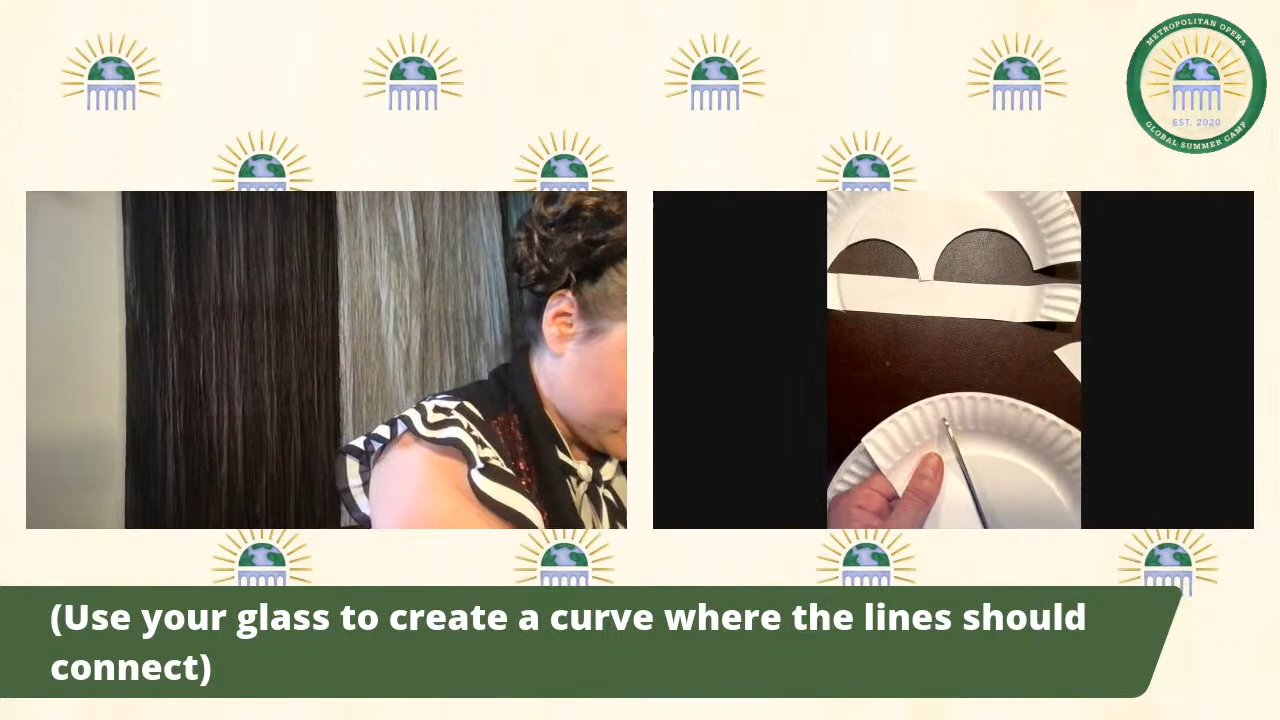 METROPOLITAN OPERA
EST. 2020
GLOBAL SUMMER CAMP
(Use your glass to create a curve where the lines should
connect)